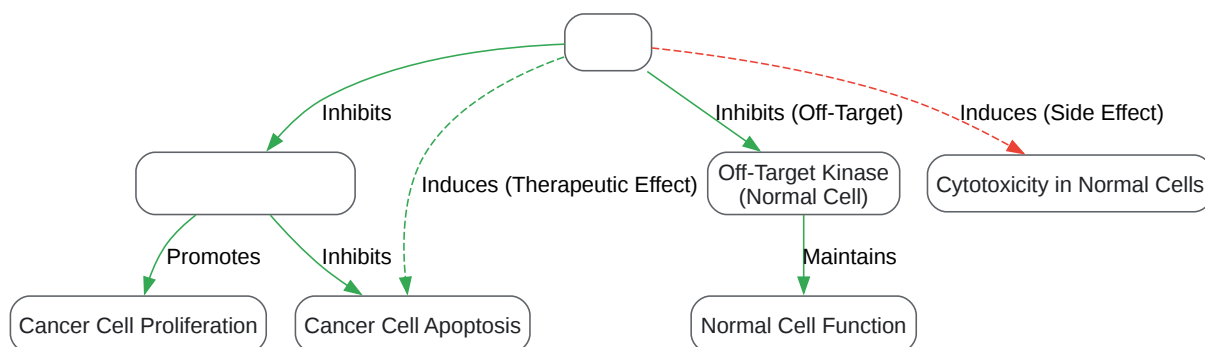 Inhibits
Inhibits (Off-Target)
Induces (Side Effect)
Induces (Therapeutic Effect)
Off-Target Kinase
(Normal Cell)
Cytotoxicity in Normal Cells
Promotes
Inhibits
Maintains
Cancer Cell Proliferation
Cancer Cell Apoptosis
Normal Cell Function